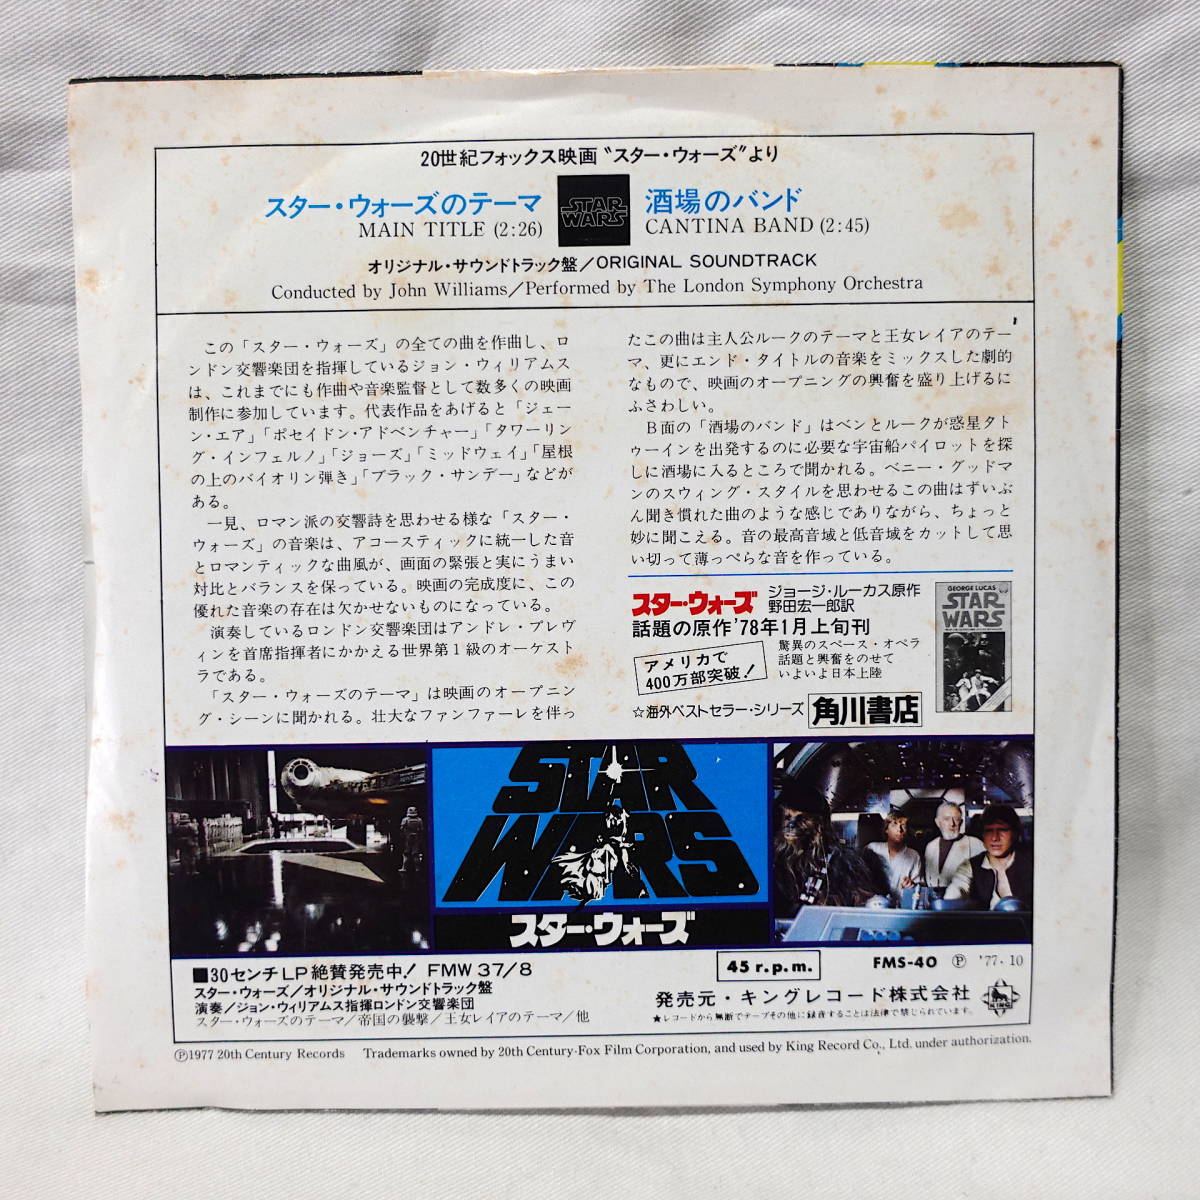 20世紀フォックス映画“スター・ウォーズ”より
スター・ウォーズのテーマ
MAIN TITLE (2:26)
STAR WARS
酒場のバンド
CANTINA BAND (2:45)
オリジナル・サウンドトラック盤／ORIGINAL SOUNDTRACK
Conducted by John Williams／Performed by The London Symphony Orchestra
この「スター・ウォーズ」の全ての曲を作曲し、ロ
ンドン交響楽団を指揮しているジョン・ウィリアムス
は、これまでにも作曲や音楽監督として数多くの映画
制作に参加しています。代表作品をあげると「ジェー
ン・エア」「ポセイドン・アドベンチャー」「タワーリン
グ・インフェルノ」「ジョーズ」「ミッドウェイ」「屋根
の上のバイオリン弾き」「ブラック・サンデー」などが
ある。
一見、ロマン派の交響詩を思わせる様な「スター・
ウォーズ」の音楽は、アコースティックに統一した音
とロマンティックな曲風が、画面の緊張と実にうまい
対比とバランスを保っている。映画の完成度に、この
優れた音楽の存在は欠かせないものになっている。
演奏しているロンドン交響楽団はアンドレ・プレヴ
ィンを首席指揮者にかかえる世界第1級のオーケスト
ラである。
「スター・ウォーズのテーマ」は映画のオープニン
グ・シーンに聞かれる。壮大なファンファーレを伴っ
たこの曲は主人公ルークのテーマと王女レイアのテー
マ、更にエンド・タイトルの音楽をミックスした劇的
なもので、映画のオープニングの興奮を盛り上げるに
ふさわしい。
B面の「酒場のバンド」はベンとルークが惑星タト
ゥーインを出発するのに必要な宇宙船パイロットを探
しに酒場に入るところで聞かれる。ベニー・グッドマ
ンのスウィング・スタイルを思わせるこの曲はずいぶ
ん聞き慣れた曲のような感じでありながら、ちょっと
妙に聞こえる。音の最高音域と低音域をカットして思
い切って薄っぺらな音を作っている。
スター・ウォーズ
ジョージ・ルーカス原作
野田宏一郎訳
話題の原作'78年1月上旬刊
アメリカで
400万部突破!
驚異のスペース・オペラ
話題と興奮をのせて
いよいよ日本上陸
☆海外ベストセラー・シリーズ 角川書店
GEORGE LUCAS
STAR
WARS
STAR
WARS
スター・ウォーズ
■30センチLP絶賛発売中! FMW 37/8
スター・ウォーズ／オリジナル・サウンドトラック盤
演奏／ジョン・ウィリアムス指揮ロンドン交響楽団
スター・ウォーズのテーマ／帝国の襲撃／王女レイアのテーマ／他
45 r.p.m.
FMS-40 Ⓟ '77・10
発売元・キングレコード株式会社
KING
★レコードから無断でテープその他に録音することは法律で禁じられています。
Ⓟ1977 20th Century Records Trademarks owned by 20th Century-Fox Film Corporation, and used by King Record Co., Ltd. under authorization.